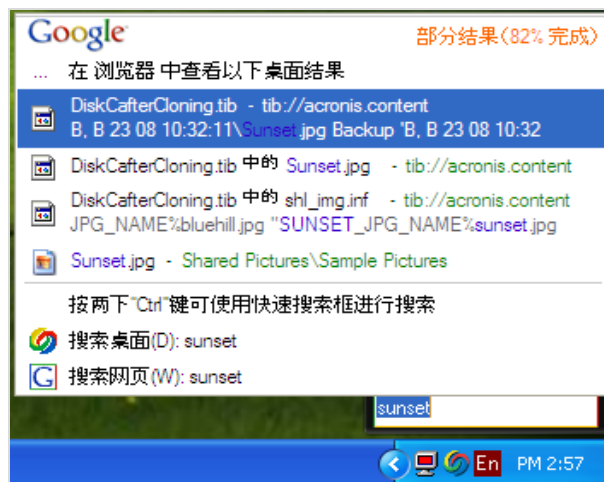 Google
部分结果(82% 完成)
... 在 浏览器 中查看以下桌面结果
DiskCafterCloning.tib - tib://acronis.content
B, B 23 08 10:32:11\Sunset.jpg Backup 'B, B 23 08 10:32
DiskCafterCloning.tib 中的 Sunset.jpg - tib://acronis.content
DiskCafterCloning.tib 中的 shl_img.inf - tib://acronis.content
JPG_NAME%bluehill.jpg "SUNSET_JPG_NAME%sunset.jpg
Sunset.jpg - Shared Pictures\Sample Pictures
按两下"Ctrl"键可使用快速搜索框进行搜索
搜索桌面(D): sunset
G 搜索网页(W): sunset
sunset
En PM 2:57